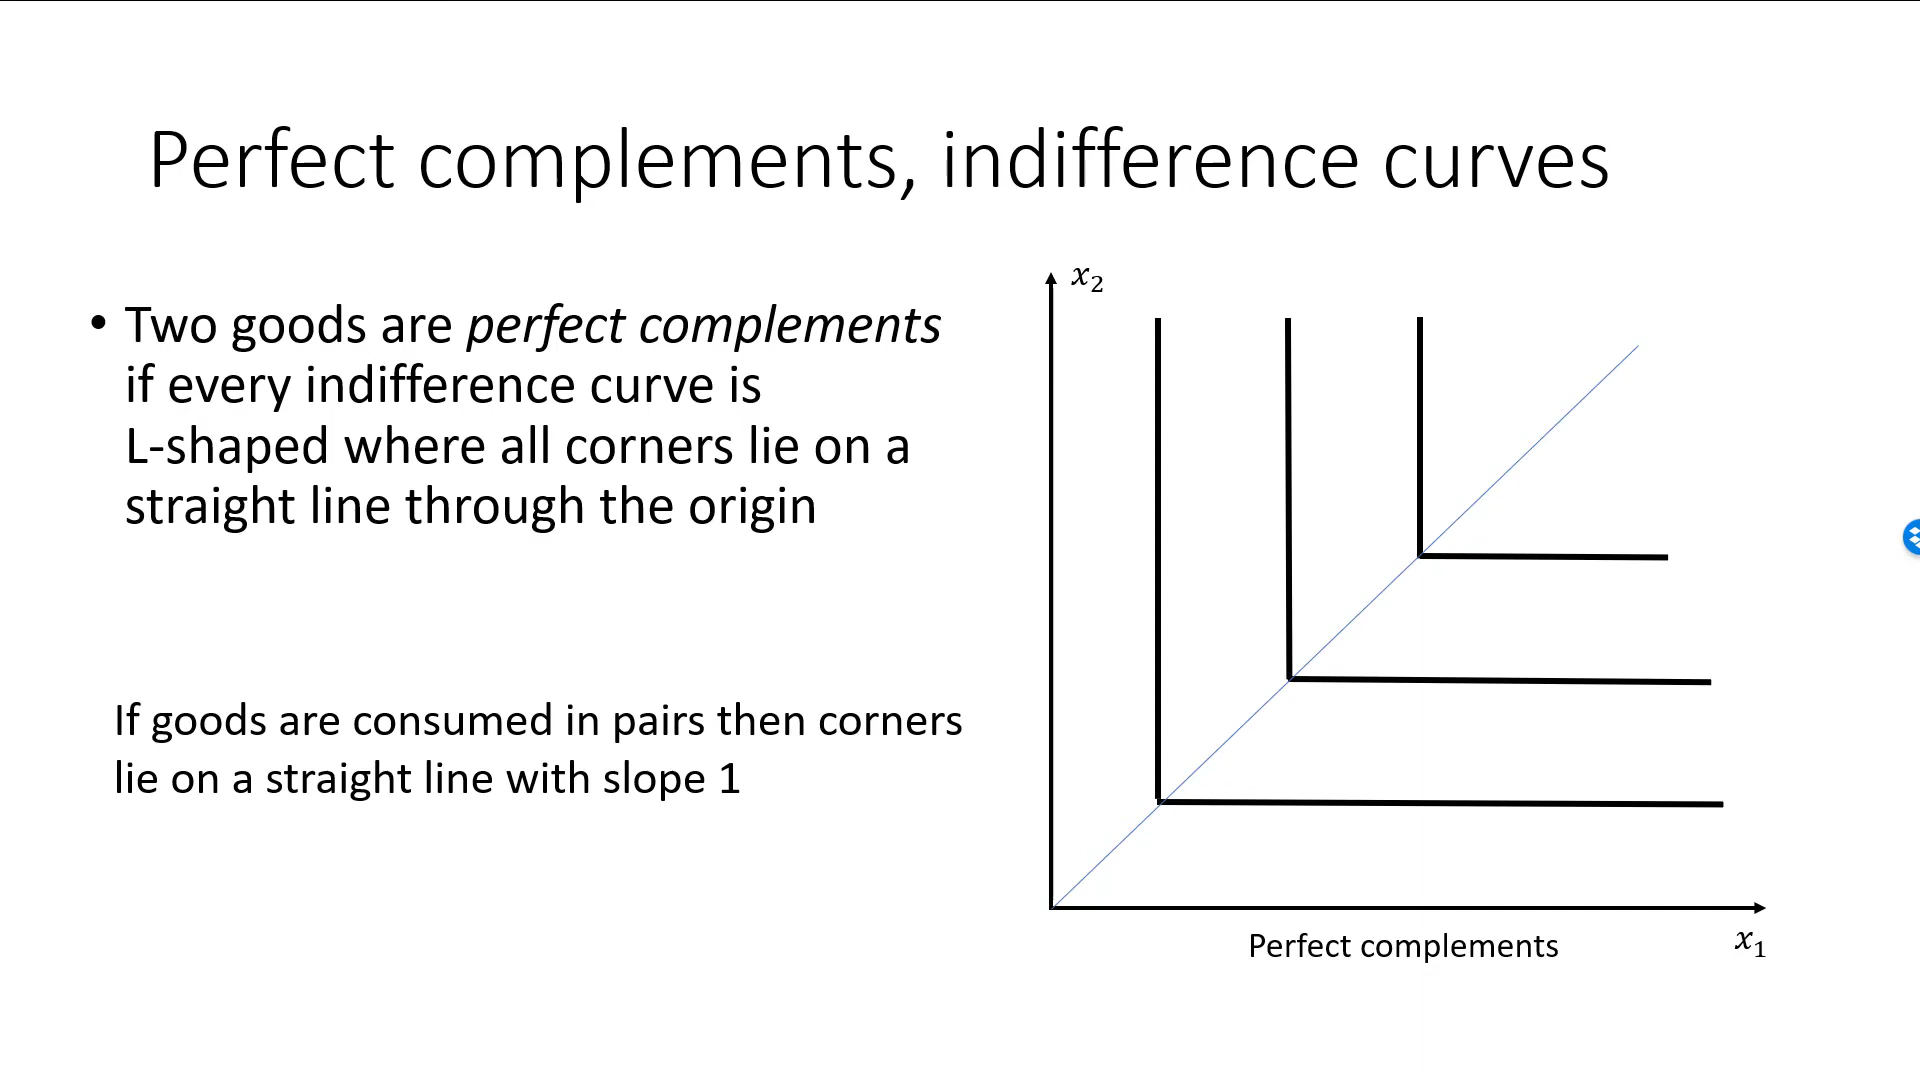 Perfect complements, indifference curves
• Two goods are perfect complements
if every indifference curve is
L-shaped where all corners lie on a
straight line through the origin
If goods are consumed in pairs then corners
lie on a straight line with slope 1
x₂
x₁
Perfect complements